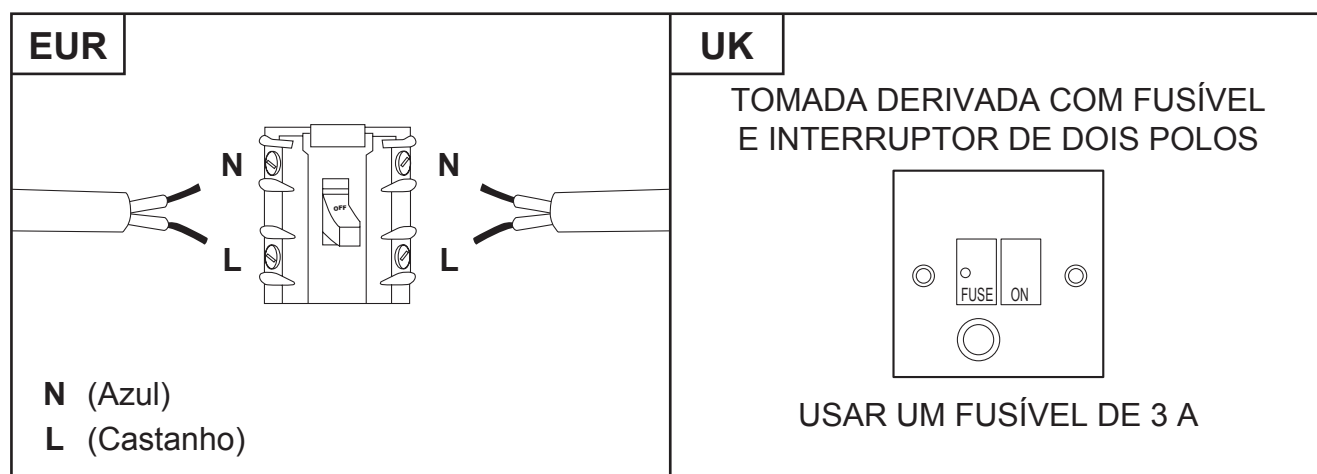 EUR
N
N
OFF
L
L
N (Azul)
L (Castanho)
UK
TOMADA DERIVADA COM FUSÍVEL
E INTERRUPTOR DE DOIS POLOS
FUSE ON
USAR UM FUSÍVEL DE 3 A